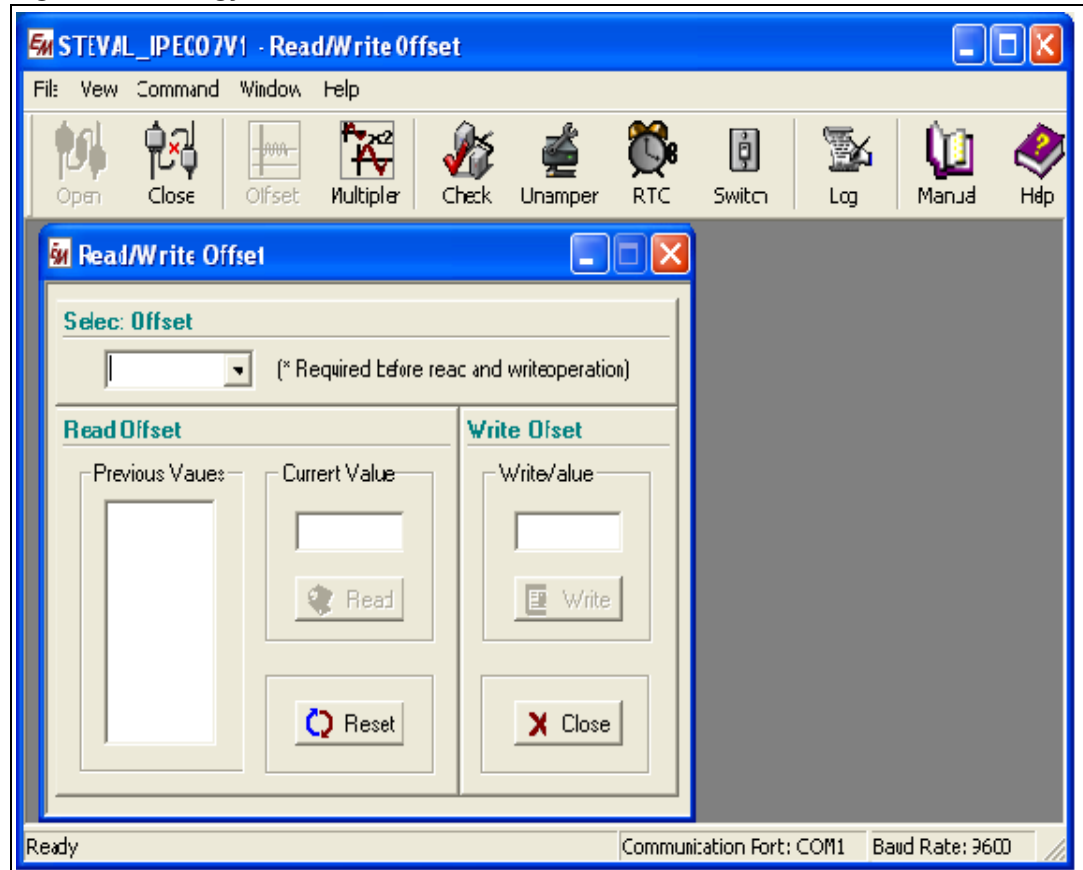 STEVAL_IPEC07V1 - Read/Write Offset
File View Command Window Help
Open Close Offset Multiplier Check Untamper RTC Switch Log Manual Help
Read/Write Offset
Select Offset
(* Required before read and write operation)
Read Offset
Write Offset
Previous Values
Current Value
Write Value
Read
Write
Reset
Close
Ready
Communication Port: COM1 Baud Rate: 9600